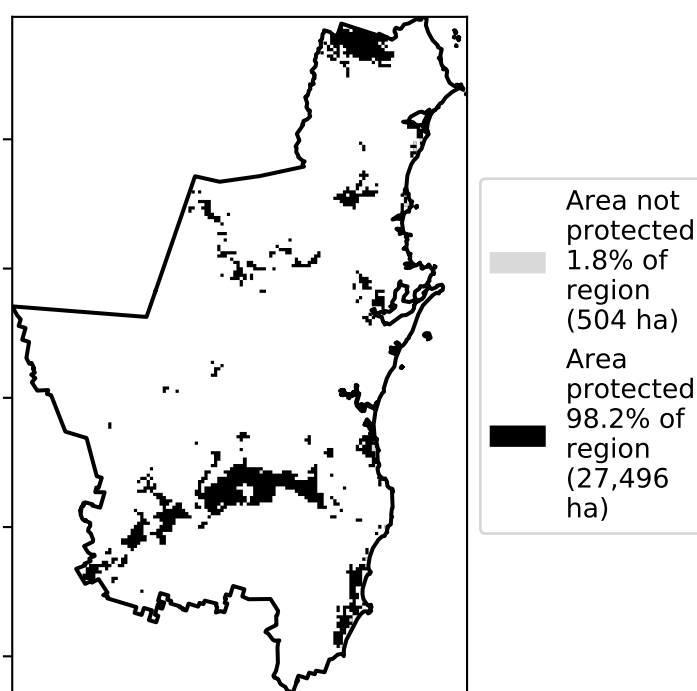 Area not
protected
1.8% of
region
(504 ha)
Area
protected
98.2% of
region
(27,496
ha)